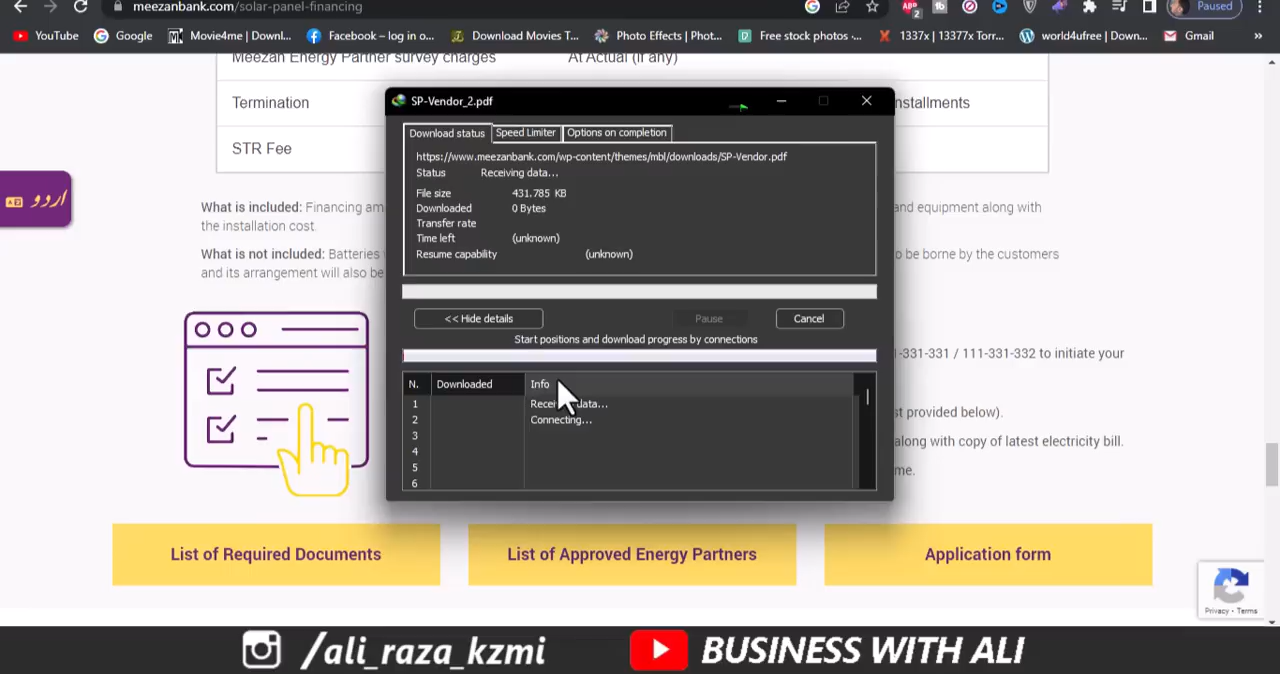 meezanbank.com/solar-panel-financing
Paused
ABP
2
YouTube
Google
Movie4me | Downl...
Facebook – log in o...
Download Movies T...
Photo Effects | Phot...
Free stock photos -...
1337x | 13377x Torr...
world4ufree | Down...
Gmail
»
Meezan Energy Partner survey charges
At Actual (if any)
Termination
nstallments
STR Fee
اردو
SP-Vendor_2.pdf
Download status
Speed Limiter
Options on completion
https://www.meezanbank.com/wp-content/themes/mbl/downloads/SP-Vendor.pdf
Status Receiving data...
File size 431.785 KB
Downloaded 0 Bytes
Transfer rate
Time left (unknown)
Resume capability (unknown)
<< Hide details
Pause
Cancel
Start positions and download progress by connections
N. Downloaded Info
1 Receiving data...
2 Connecting...
3
4
5
6
What is included: Financing am
and equipment along with
the installation cost.
What is not included: Batteries
o be borne by the customers
and its arrangement will also be
-331-331 / 111-331-332 to initiate your
st provided below).
along with copy of latest electricity bill.
me.
List of Required Documents
List of Approved Energy Partners
Application form
Privacy - Terms
/ali_raza_kzmi
BUSINESS WITH ALI